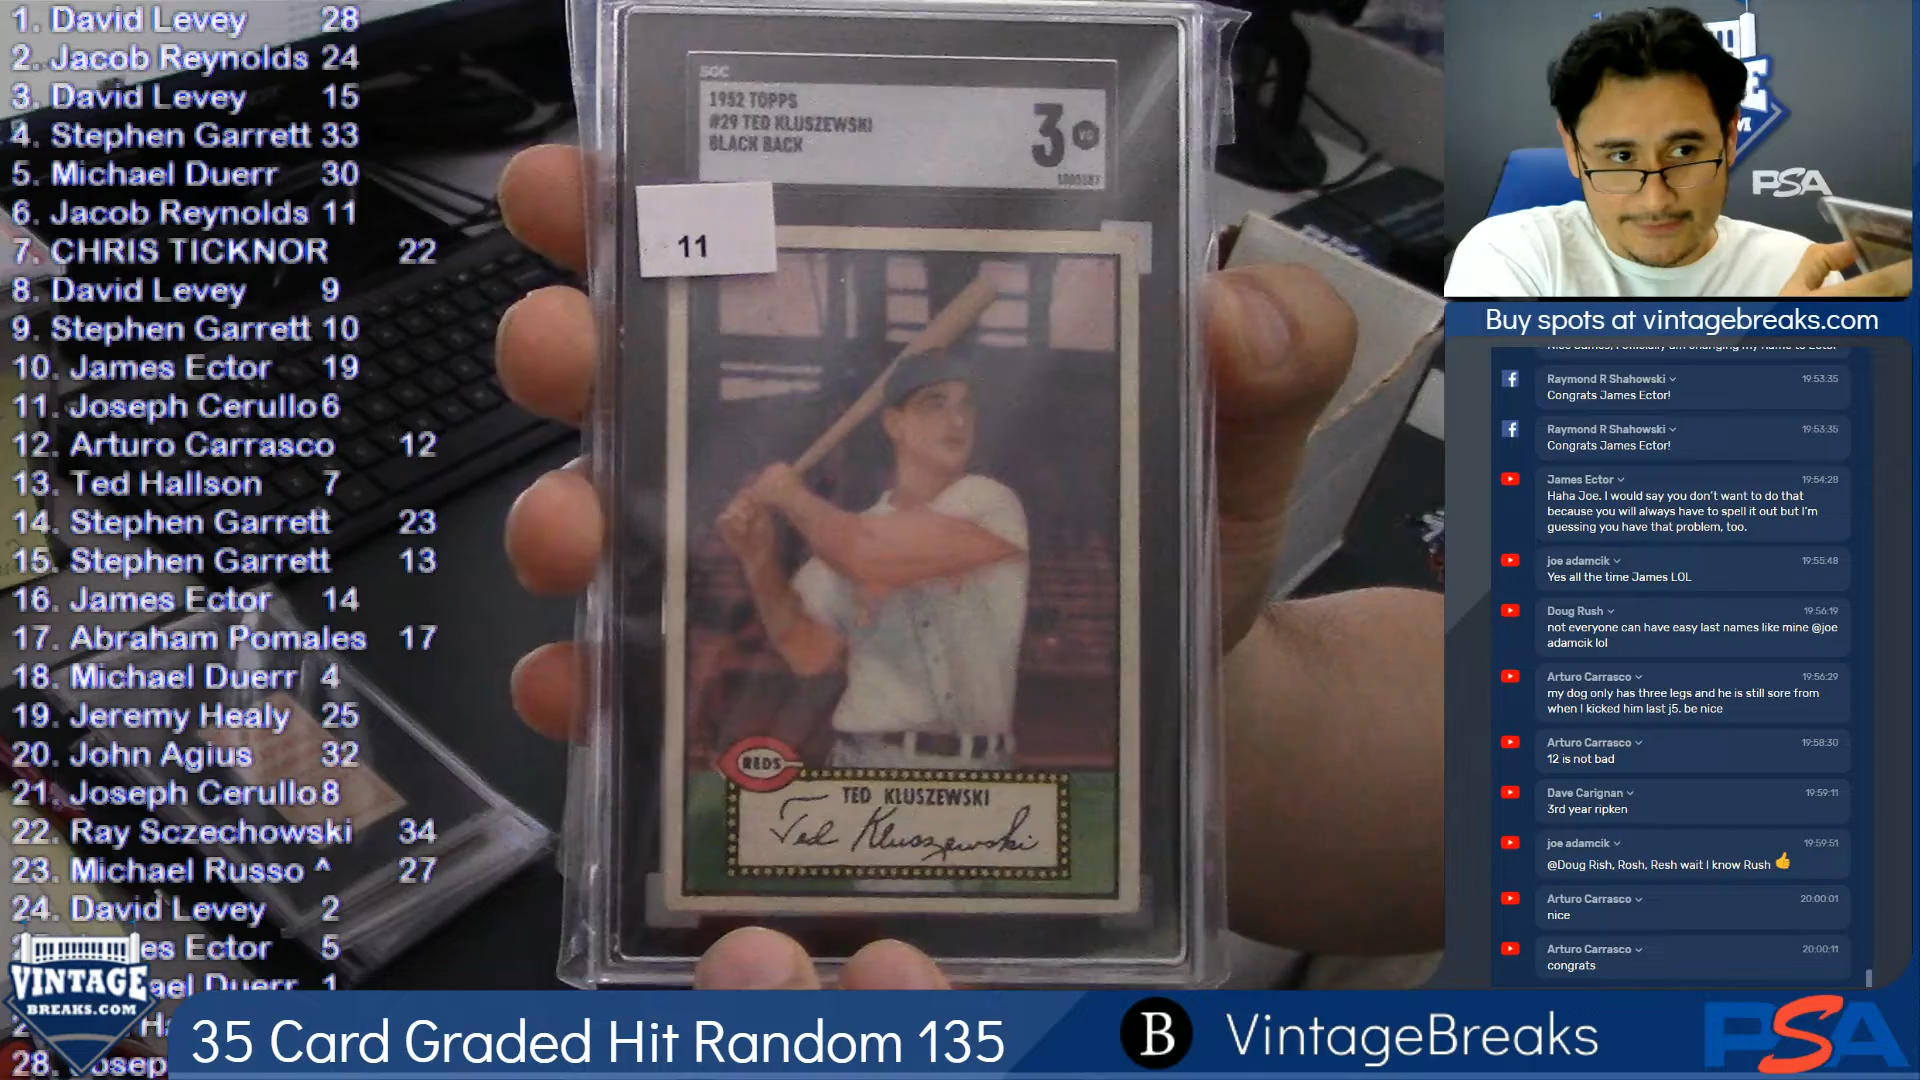 1. David Levey 28
2. Jacob Reynolds 24
3. David Levey 15
4. Stephen Garrett 33
5. Michael Duerr 30
6. Jacob Reynolds 11
7. CHRIS TICKNOR 22
8. David Levey 9
9. Stephen Garrett 10
10. James Ector 19
11. Joseph Cerullo 6
12. Arturo Carrasco 12
13. Ted Hallson 7
14. Stephen Garrett 23
15. Stephen Garrett 13
16. James Ector 14
17. Abraham Pomales 17
18. Michael Duerr 4
19. Jeremy Healy 25
20. John Agius 32
21. Joseph Cerullo 8
22. Ray Sczechowski 34
23. Michael Russo ^ 27
24. David Levey 2
es Ector 5
ael Duerr 1
28.
VINTAGE
BREAKS.COM
SGC
1952 TOPPS
#29 TED KLUSZEWSKI
BLACK BACK
3 VG
11
REDS
TED KLUSZEWSKI
Ted Kluszewski
PSA
Buy spots at vintagebreaks.com
Raymond R Shahowski 19:53:35
Congrats James Ector!
Raymond R Shahowski 19:53:35
Congrats James Ector!
James Ector 19:54:28
Haha Joe. I would say you don't want to do that
because you will always have to spell it out but I'm
guessing you have that problem, too.
joe adamcik 19:55:48
Yes all the time James LOL
Doug Rush 19:56:19
not everyone can have easy last names like mine @joe
adamcik lol
Arturo Carrasco 19:56:29
my dog only has three legs and he is still sore from
when I kicked him last j5. be nice
Arturo Carrasco 19:58:30
12 is not bad
Dave Carignan 19:59:11
3rd year ripken
joe adamcik 19:59:51
@Doug Rish, Rosh, Resh wait I know Rush 👍
Arturo Carrasco 20:00:01
nice
Arturo Carrasco 20:00:11
congrats
35 Card Graded Hit Random 135
B VintageBreaks
PSA